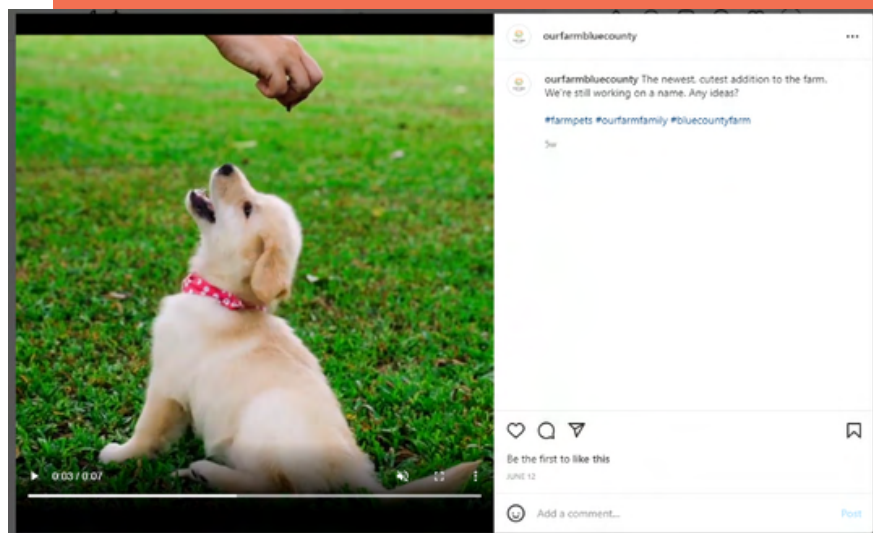 ourfarmbluecounty
ourfarmbluecounty The newest, cutest addition to the farm.
We're still working on a name. Any ideas?
#farmpets #ourfarmfamily #bluecountyfarm
5w
0:03 / 0:07
Be the first to like this
JUNE 12
Add a comment...
Post